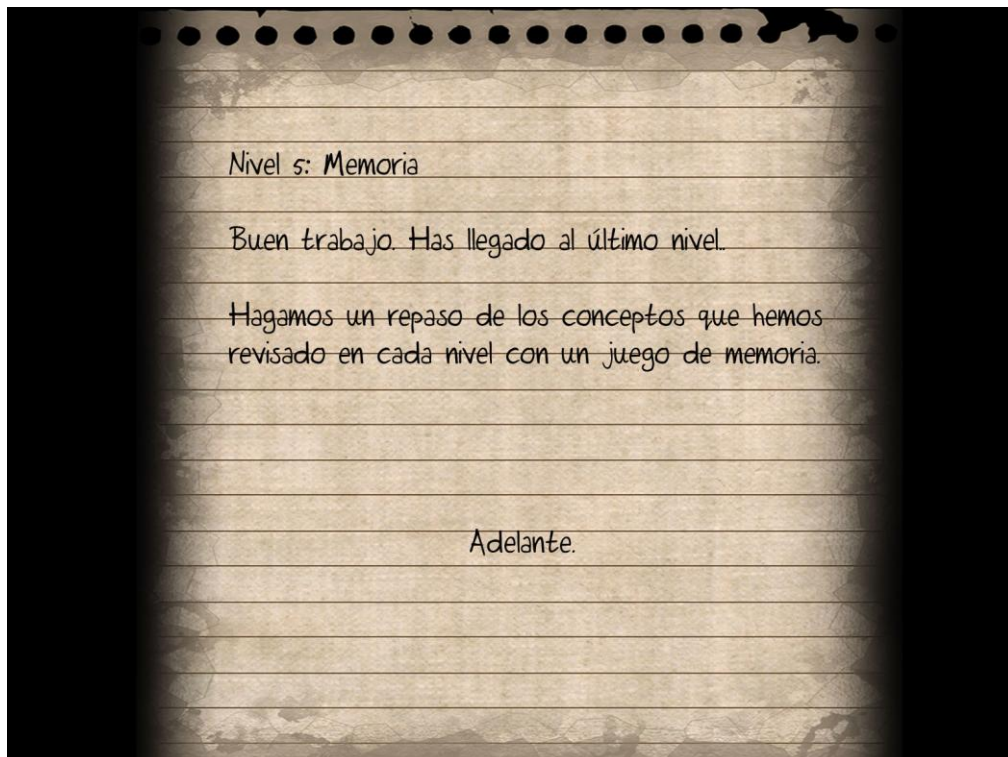 Nivel 5: Memoria
Buen trabajo. Has llegado al último nivel..
Hagamos un repaso de los conceptos que hemos
revisado en cada nivel con un juego de memoria.
Adelante.